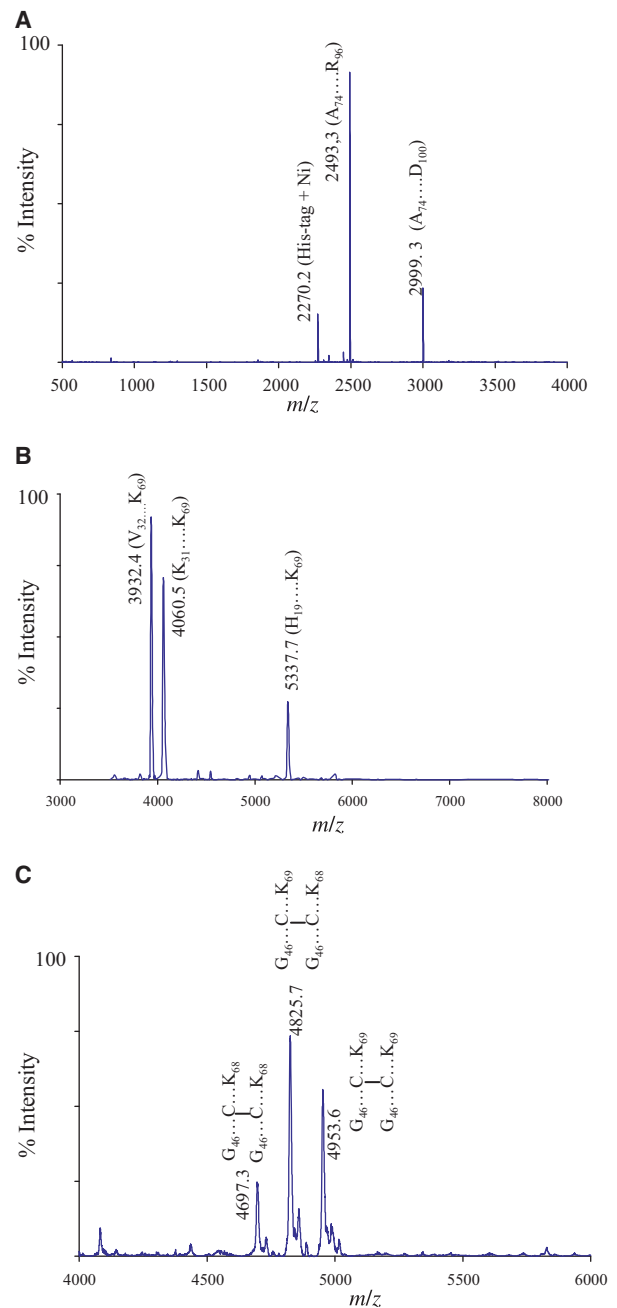 A
100
% Intensity
2270.2 (His-tag + Ni)
2493,3 (A74....R96)
2999. 3 (A74....D100)
500 1000 1500 2000 2500 3000 3500 4000
m/z
B
100
% Intensity
3932.4 (V32....K69)
4060.5 (K31....K69)
5337.7 (H19....K69)
3000 4000 5000 6000 7000 8000
m/z
C
100
% Intensity
G46...C...K68
G46...C...K68
4697.3
G46...C...K69
G46...C...K68
4825.7
G46...C...K69
G46...C...K69
4953.6
4000 4500 5000 5500 6000
m/z